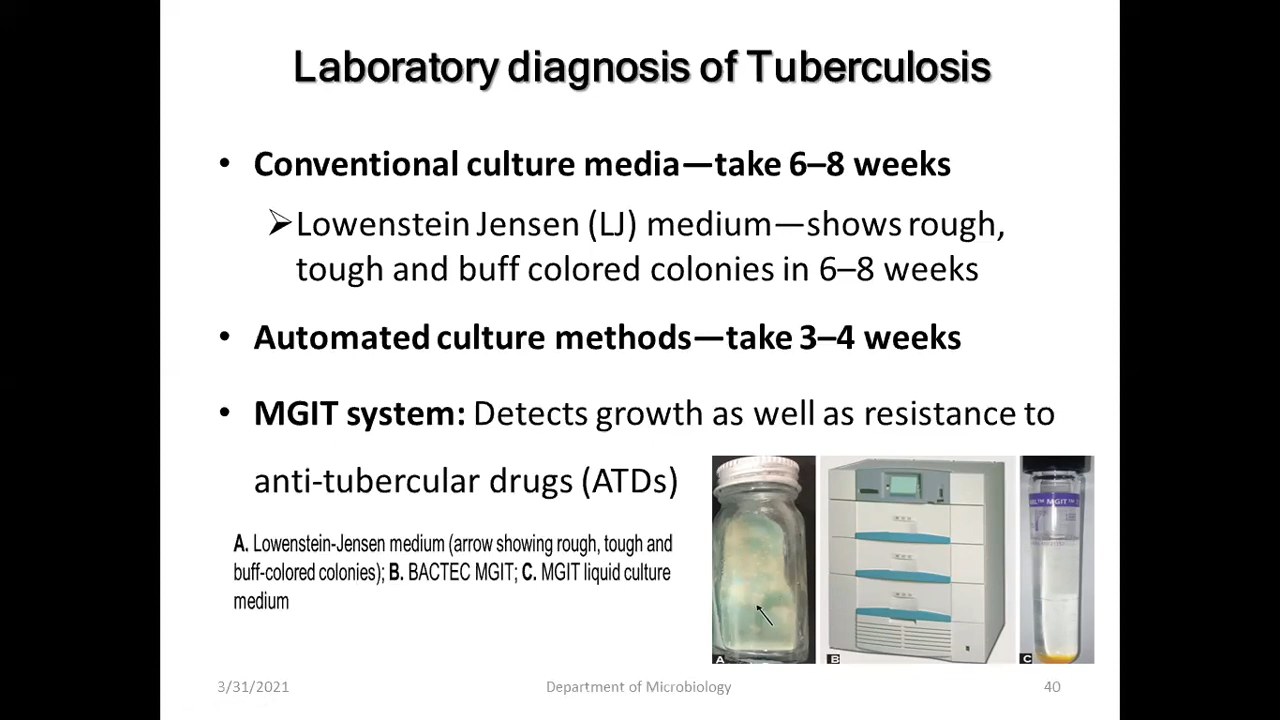 Laboratory diagnosis of Tuberculosis
• Conventional culture media—take 6–8 weeks
➢Lowenstein Jensen (LJ) medium—shows rough,
tough and buff colored colonies in 6–8 weeks
• Automated culture methods—take 3–4 weeks
• MGIT system: Detects growth as well as resistance to
anti-tubercular drugs (ATDs)
A. Lowenstein-Jensen medium (arrow showing rough, tough and
buff-colored colonies); B. BACTEC MGIT; C. MGIT liquid culture
medium
MGIT™
A
B
C
3/31/2021
Department of Microbiology
40